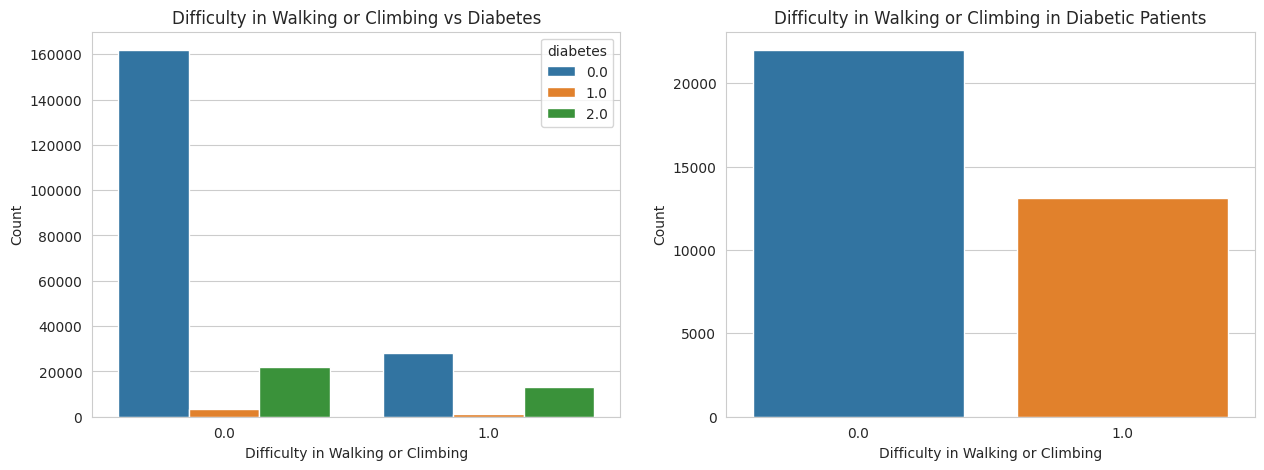 Difficulty in Walking or Climbing vs Diabetes
Count
160000
140000
120000
100000
80000
60000
40000
20000
0
diabetes
0.0
1.0
2.0
0.0 1.0
Difficulty in Walking or Climbing
Difficulty in Walking or Climbing in Diabetic Patients
Count
20000
15000
10000
5000
0
0.0 1.0
Difficulty in Walking or Climbing